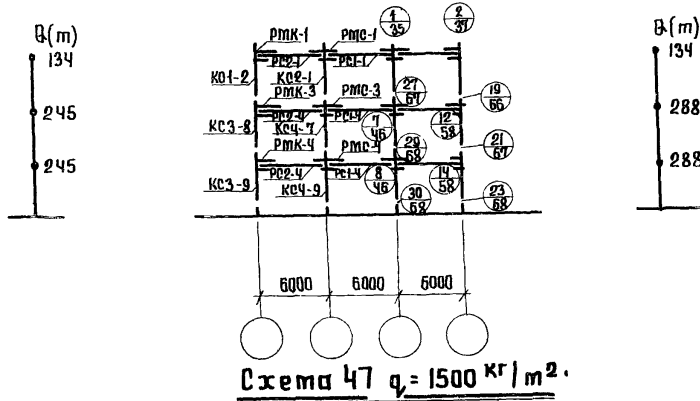 Q(m)
134
245
245
1
35
2
37
РМК-1
РМС-1
РС2-1
РС1-1
КС1-2
КС2-1
РМК-3
РМС-3
27
67
19
66
РС2-4
РС1-4
КС3-8
КС4-7
7
46
12
58
РМК-4
РМС-4
29
68
21
67
РС2-4
РС1-4
КС3-9
КС4-9
8
46
14
58
30
68
23
68
6000
6000
6000
Q(m)
134
288
288
Схема 47 q = 1500 кг/м².